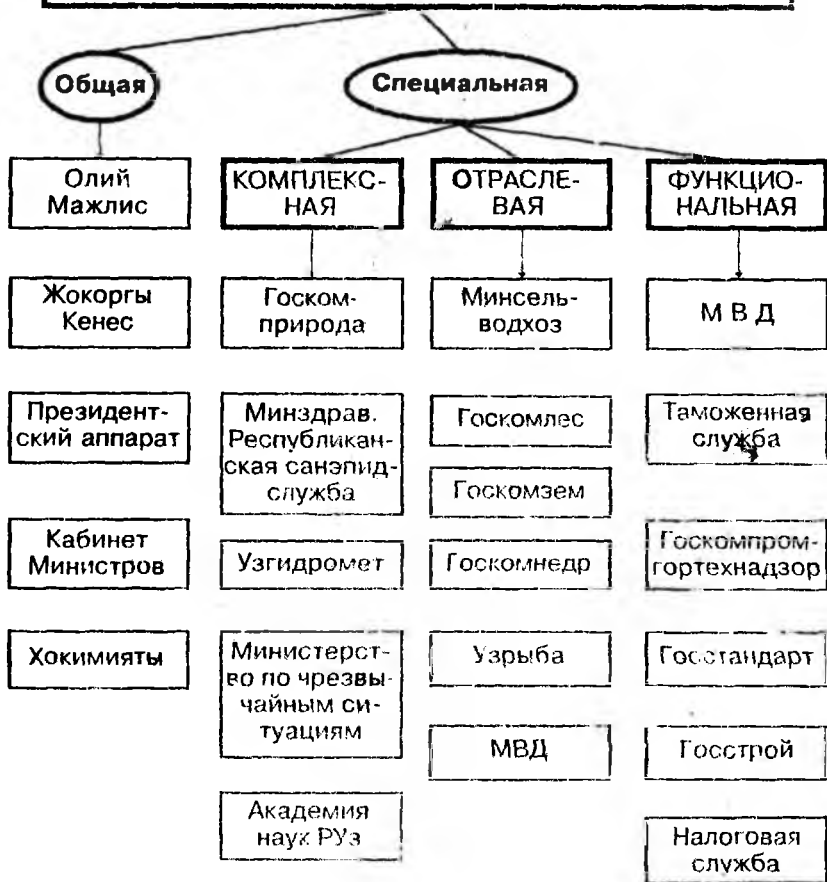 Общая
Специальная
Олий
Мажлис
Жокоргы
Кенес
Президент-
ский аппарат
Кабинет
Министров
Хокимияты
КОМПЛЕКС-
НАЯ
Госком-
природа
Минздрав.
Республикан-
ская санэпид-
служба
Узгидромет
Министерст-
во по чрезвы-
чайным си-
туациям
Академия
наук РУз
ОТРАСЛЕ-
ВАЯ
Минсель-
водхоз
Госкомлес
Госкомзем
Госкомнедр
Узрыба
МВД
ФУНКЦИО-
НАЛЬНАЯ
М В Д
Таможенная
служба
Госкомпром-
гортехнадзор
Госстандарт
Госстрой
Налоговая
служба